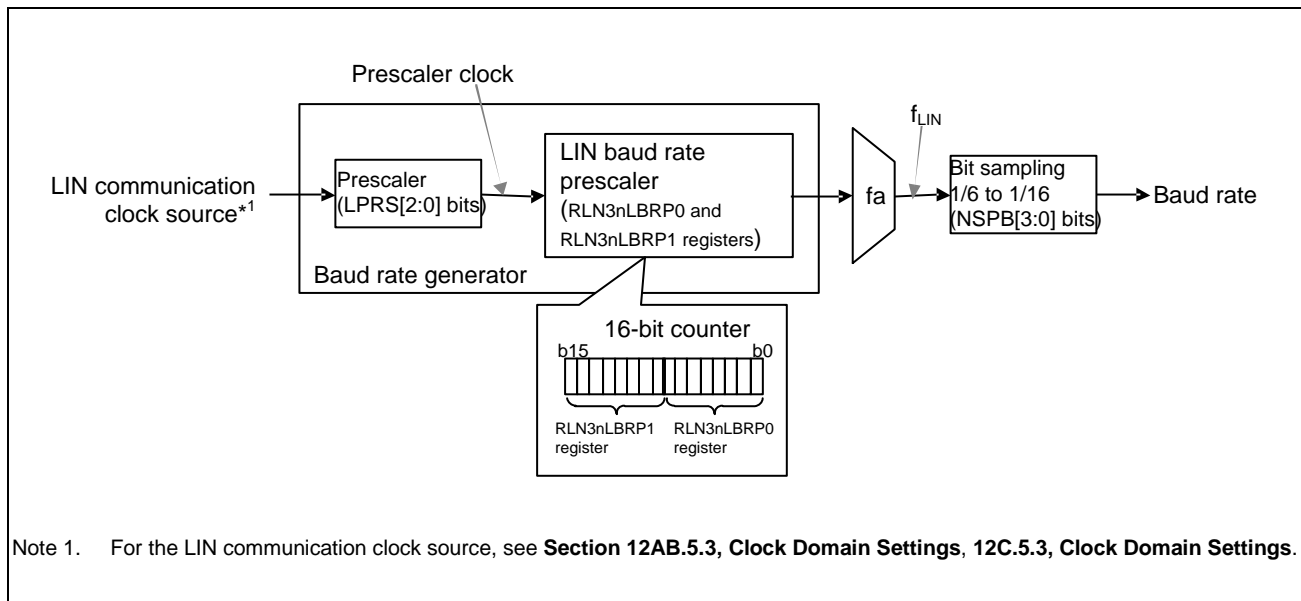 Prescaler clock
LIN communication
clock source*1
Prescaler
(LPRS[2:0] bits)
LIN baud rate
prescaler
(RLN3nLBRP0 and
RLN3nLBRP1 registers)
Baud rate generator
fa
fLIN
Bit sampling
1/6 to 1/16
(NSPB[3:0] bits)
Baud rate
16-bit counter
b15 b0
RLN3nLBRP1
register
RLN3nLBRP0
register
Note 1. For the LIN communication clock source, see Section 12AB.5.3, Clock Domain Settings, 12C.5.3, Clock Domain Settings.